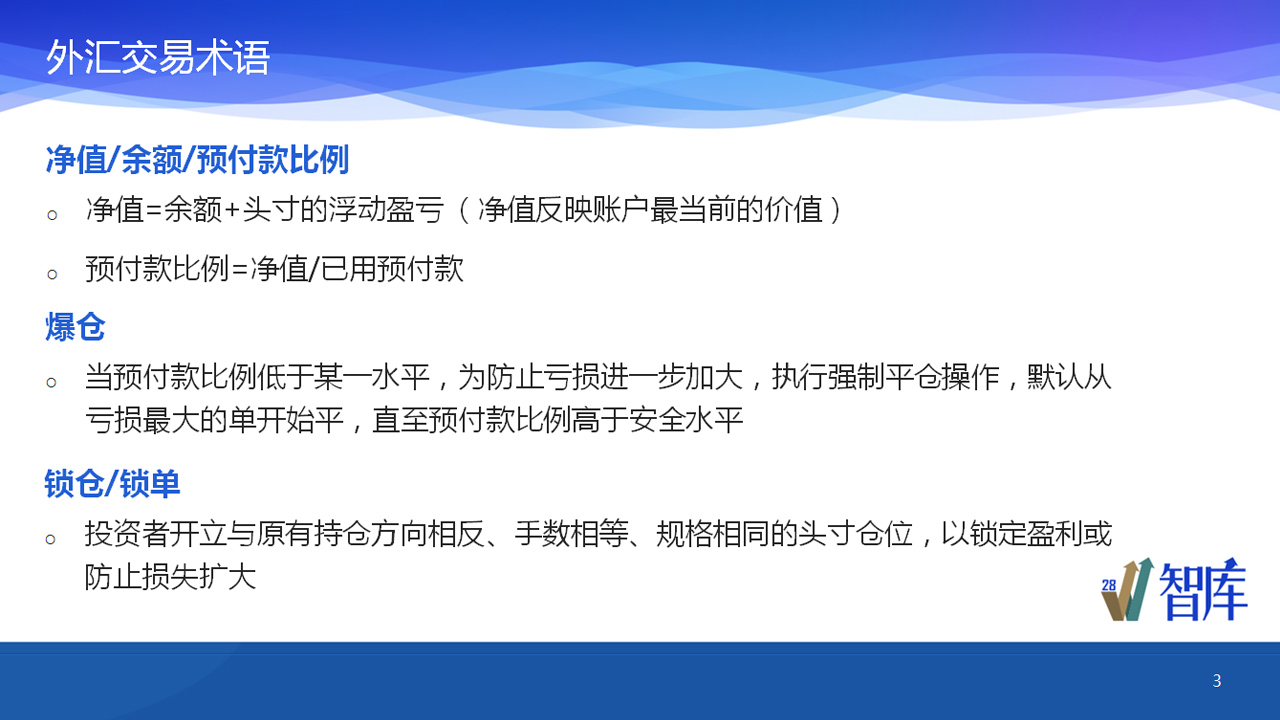 外汇交易术语
净值/余额/预付款比例
净值=余额+头寸的浮动盈亏（净值反映账户最当前的价值）
预付款比例=净值/已用预付款
爆仓
当预付款比例低于某一水平，为防止亏损进一步加大，执行强制平仓操作，默认从
亏损最大的单开始平，直至预付款比例高于安全水平
锁仓/锁单
投资者开立与原有持仓方向相反、手数相等、规格相同的头寸仓位，以锁定盈利或
防止损失扩大
28 智库
3